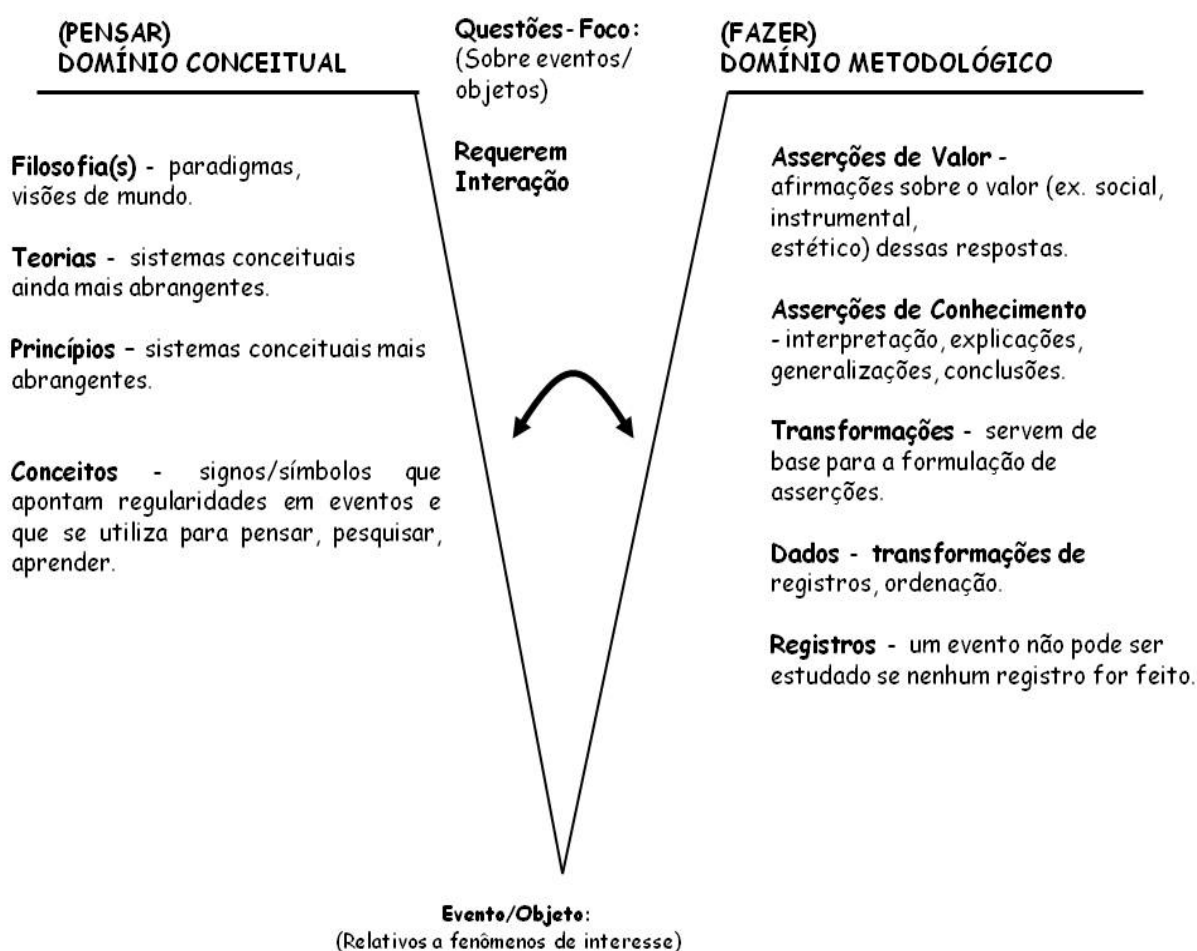 (PENSAR)
DOMÍNIO CONCEITUAL
Filosofia(s) - paradigmas,
visões de mundo.
Teorias - sistemas conceituais
ainda mais abrangentes.
Princípios - sistemas conceituais mais
abrangentes.
Conceitos - signos/símbolos que
apontam regularidades em eventos e
que se utiliza para pensar, pesquisar,
aprender.
Questões-Foco:
(Sobre eventos/
objetos)
Requerem
Interação
(FAZER)
DOMÍNIO METODOLÓGICO
Asserções de Valor -
afirmações sobre o valor (ex. social,
instrumental,
estético) dessas respostas.
Asserções de Conhecimento
- interpretação, explicações,
generalizações, conclusões.
Transformações - servem de
base para a formulação de
asserções.
Dados - transformações de
registros, ordenação.
Registros - um evento não pode ser
estudado se nenhum registro for feito.
Evento/Objeto:
(Relativos a fenômenos de interesse)